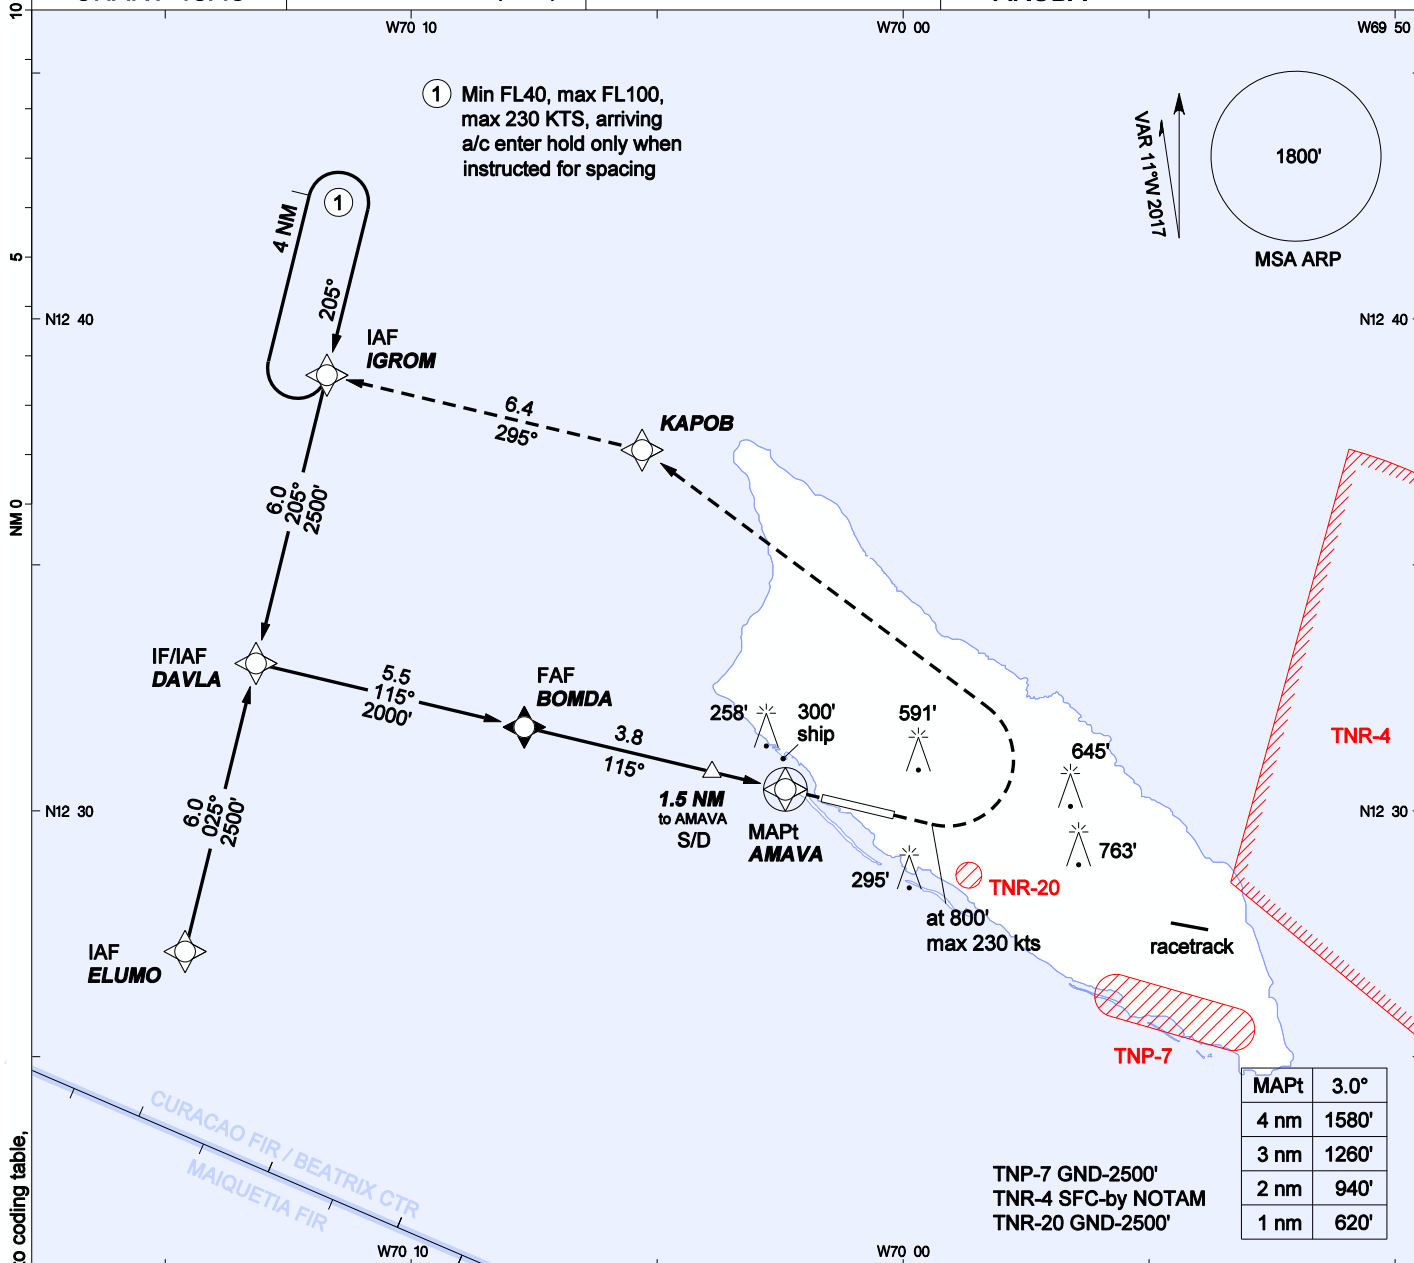 10
W70 10
W70 00
W69 50
1 Min FL40, max FL100,
max 230 KTS, arriving
a/c enter hold only when
instructed for spacing
VAR 11°W 2017
1800'
MSA ARP
1
4 NM
205°
5
N12 40
N12 40
IAF
IGROM
6.4
295°
KAPOB
6.0
205°
2500'
NM 0
IF/IAF
DAVLA
5.5
115°
2000'
FAF
BOMDA
3.8
115°
258'
300'
ship
591'
645'
TNR-4
1.5 NM
to AMAVA
S/D
MAPt
AMAVA
N12 30
N12 30
6.0
025°
2500'
763'
295'
TNR-20
at 800'
max 230 kts
racetrack
IAF
ELUMO
TNP-7
CURACAO FIR / BEATRIX CTR
MAIQUETIA FIR
to coding table,
TNP-7 GND-2500'
TNR-4 SFC-by NOTAM
TNR-20 GND-2500'
MAPt 3.0°
4 nm 1580'
3 nm 1260'
2 nm 940'
1 nm 620'
W70 10
W70 00